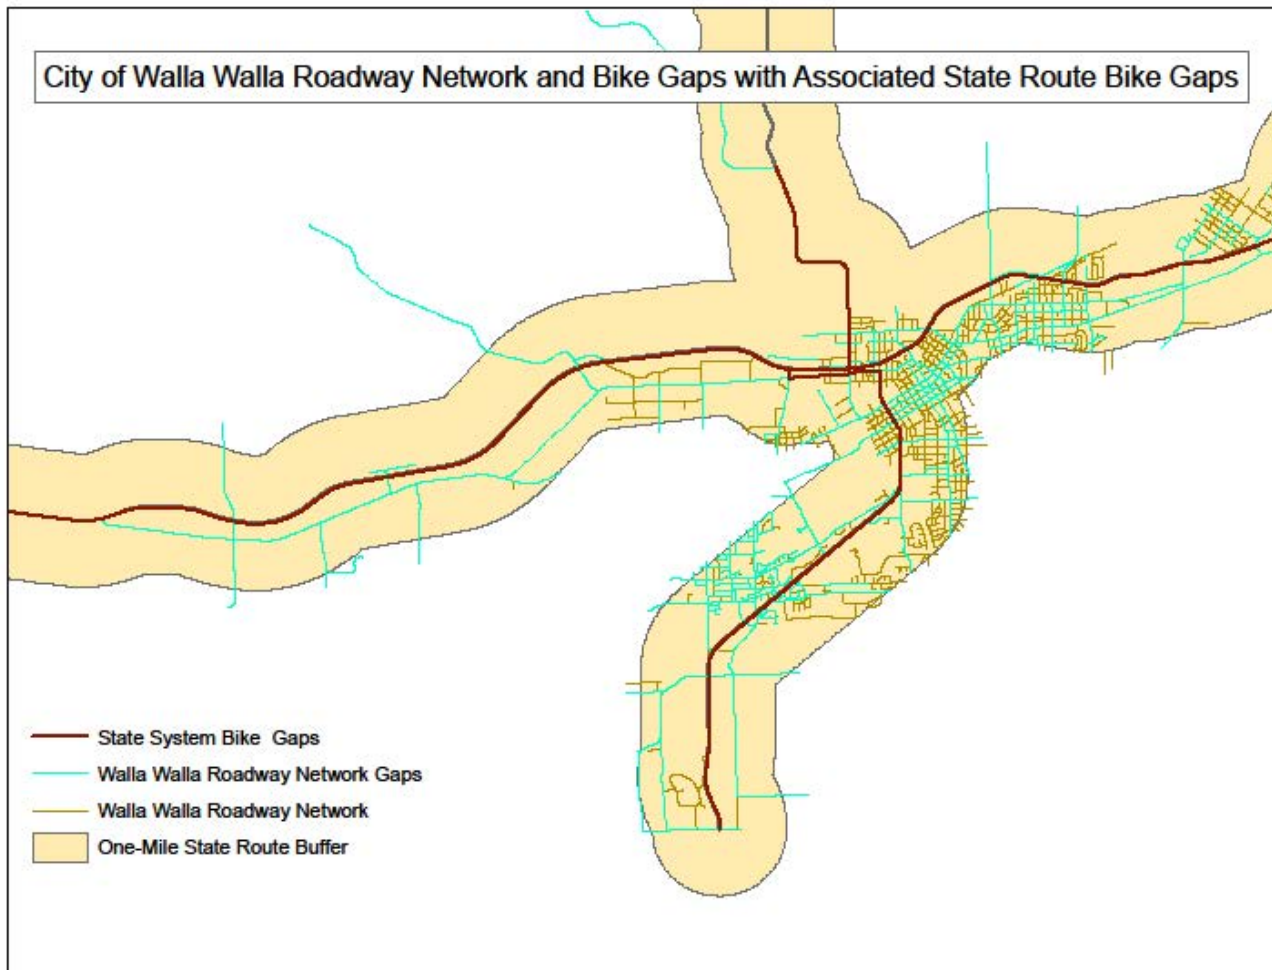 City of Walla Walla Roadway Network and Bike Gaps with Associated State Route Bike Gaps
State System Bike Gaps
Walla Walla Roadway Network Gaps
Walla Walla Roadway Network
One-Mile State Route Buffer